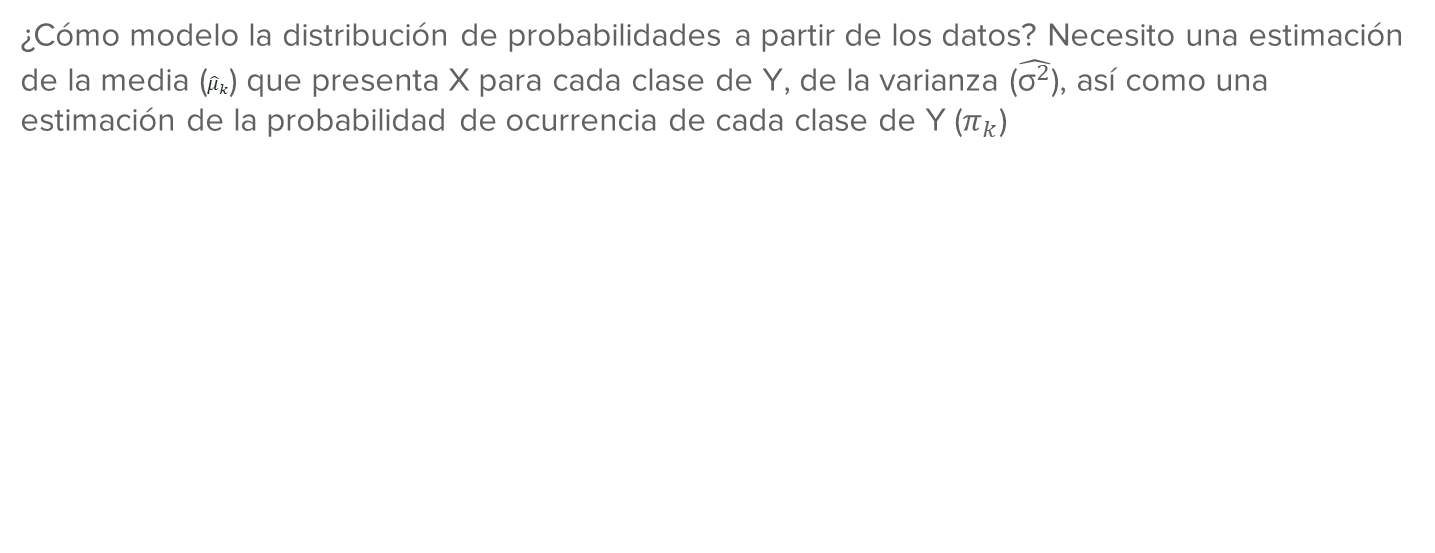 ¿Cómo modelo la distribución de probabilidades a partir de los datos? Necesito una estimación
de la media (μ̂ₖ) que presenta X para cada clase de Y, de la varianza (σ̂²), así como una
estimación de la probabilidad de ocurrencia de cada clase de Y (πₖ)